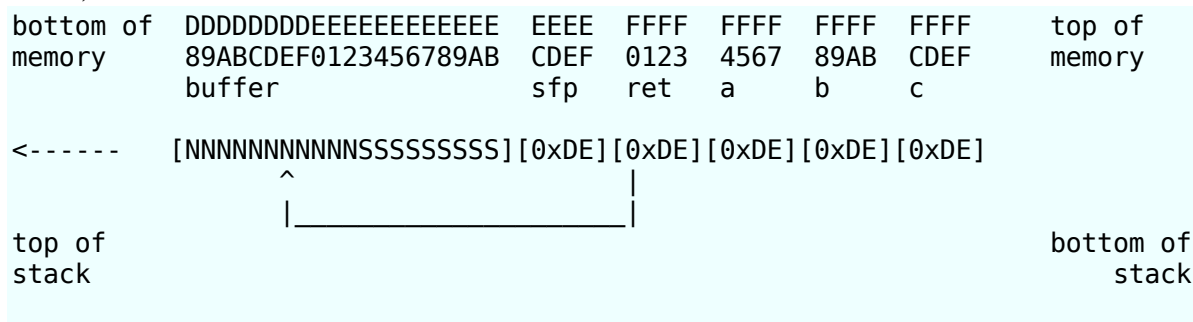 bottom of  DDDDDDDDEEEEEEEEEEEE  EEEE  FFFF  FFFF  FFFF  FFFF     top of
memory     89ABCDEF0123456789AB  CDEF  0123  4567  89AB  CDEF     memory
           buffer                sfp   ret   a     b     c
<------   [NNNNNNNNNNNSSSSSSSSS][0xDE][0xDE][0xDE][0xDE][0xDE]
                 ^                     |
                 |_____________________|
top of                                                            bottom of
stack                                                                 stack